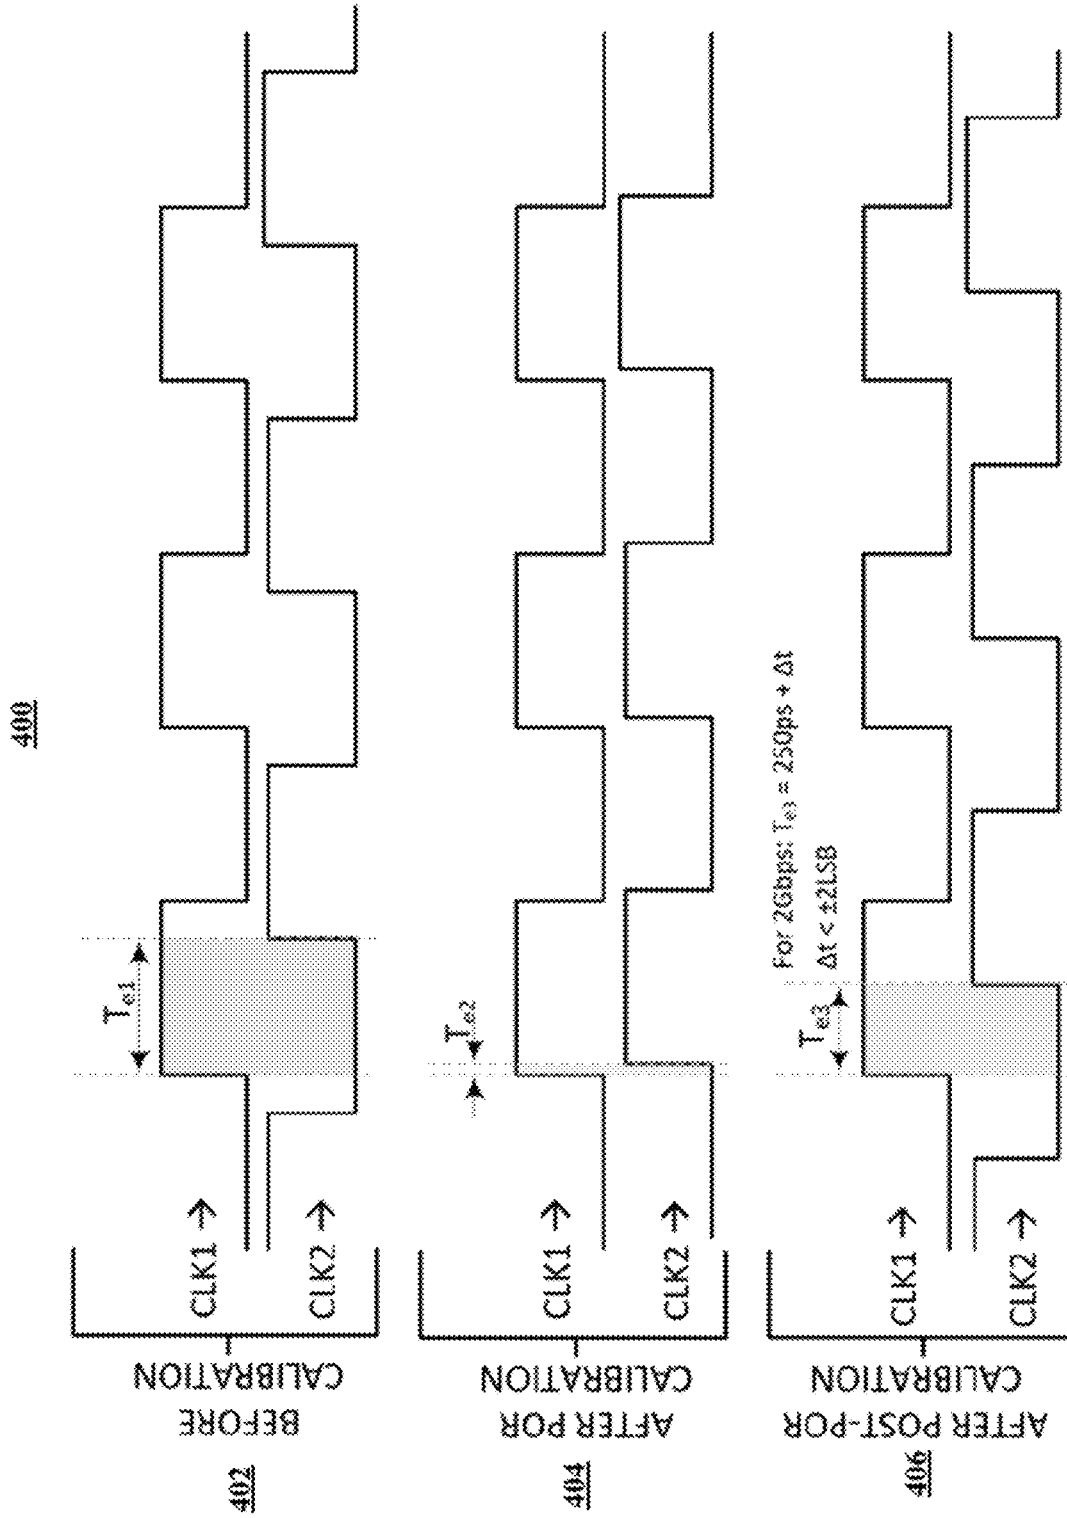 400
BEFORE
CALIBRATION
402
CLK1 →
CLK2 →
Te1
AFTER POR
CALIBRATION
404
CLK1 →
CLK2 →
Te2
AFTER POST-POR
CALIBRATION
406
CLK1 →
CLK2 →
Te3
For 2Gbps: Te3 = 250ps + Δt
Δt < ±2LSB